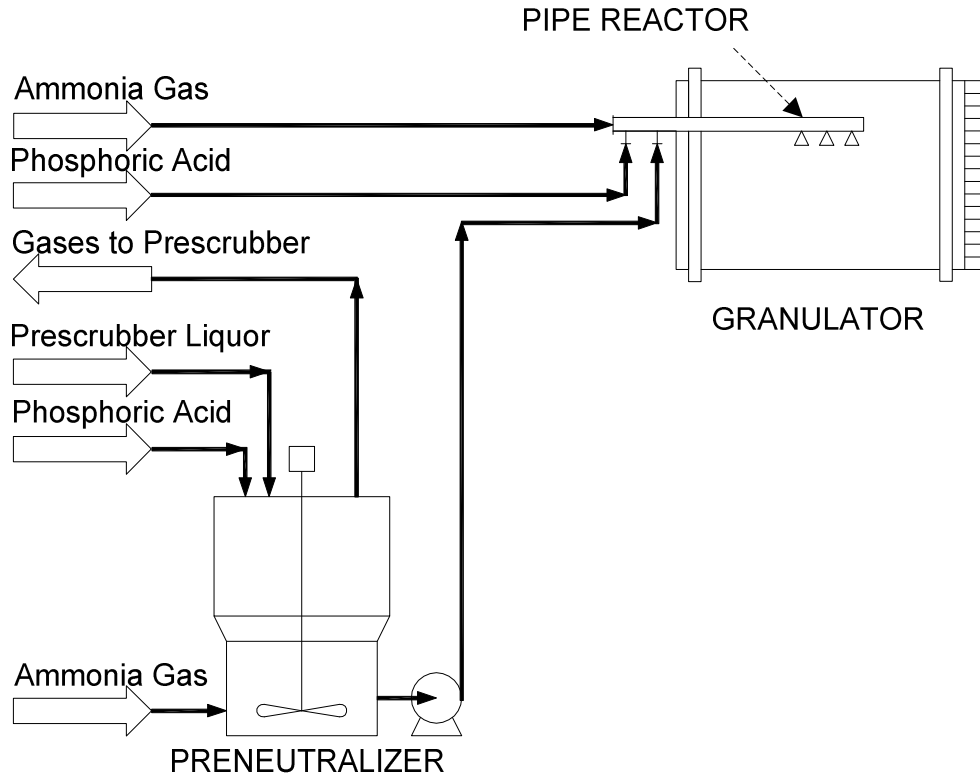 PIPE REACTOR
Ammonia Gas
Phosphoric Acid
Gases to Prescrubber
GRANULATOR
Prescrubber Liquor
Phosphoric Acid
Ammonia Gas
PRENEUTRALIZER